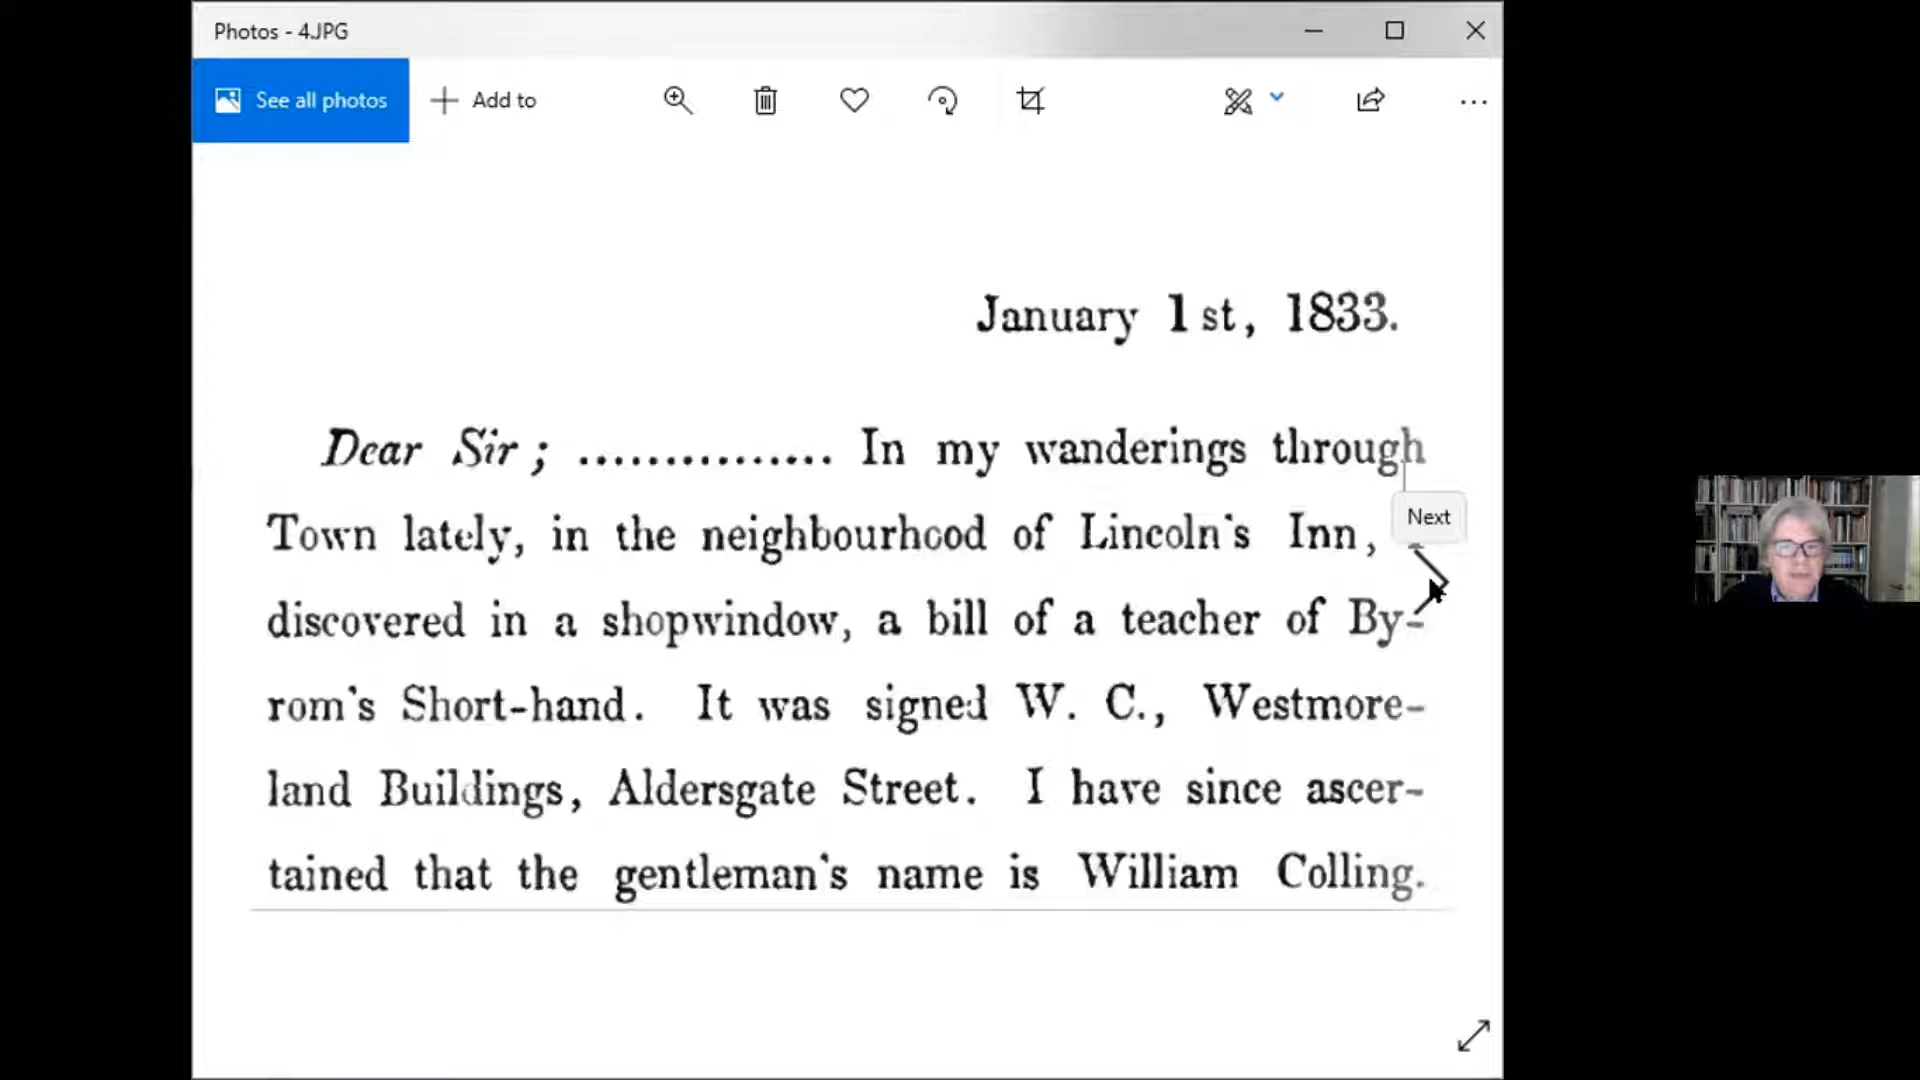 Photos - 4.JPG
See all photos
Add to
January 1st, 1833.
Dear Sir; ............... In my wanderings through
Next
Town lately, in the neighbourhood of Lincoln's Inn,
discovered in a shopwindow, a bill of a teacher of By-
rom's Short-hand. It was signed W. C., Westmore-
land Buildings, Aldersgate Street. I have since ascer-
tained that the gentleman's name is William Colling.